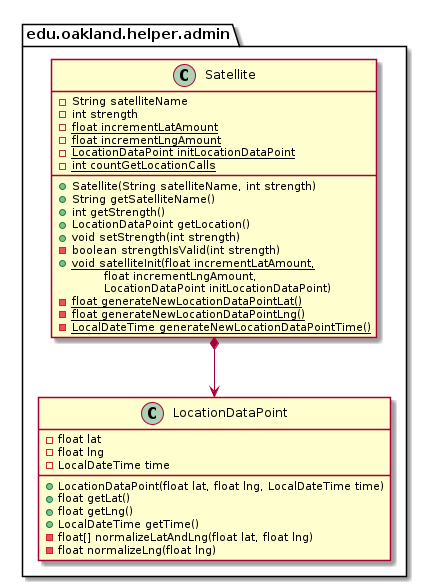 edu.oakland.helper.admin
C Satellite
String satelliteName
int strength
float incrementLatAmount
float incrementLngAmount
LocationDataPoint initLocationDataPoint
int countGetLocationCalls
Satellite(String satelliteName, int strength)
String getSatelliteName()
int getStrength()
LocationDataPoint getLocation()
void setStrength(int strength)
boolean strengthIsValid(int strength)
void satelliteInit(float incrementLatAmount,
float incrementLngAmount,
LocationDataPoint initLocationDataPoint)
float generateNewLocationDataPointLat()
float generateNewLocationDataPointLng()
LocalDateTime generateNewLocationDataPointTime()
C LocationDataPoint
float lat
float lng
LocalDateTime time
LocationDataPoint(float lat, float lng, LocalDateTime time)
float getLat()
float getLng()
LocalDateTime getTime()
float[] normalizeLatAndLng(float lat, float lng)
float normalizeLng(float lng)